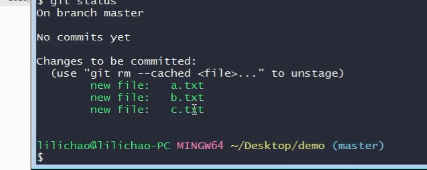 $ git status
On branch master
No commits yet
Changes to be committed:
(use "git rm --cached <file>..." to unstage)
new file: a.txt
new file: b.txt
new file: c.txt
lilichao@lilichao-PC MINGW64 ~/Desktop/demo (master)
$